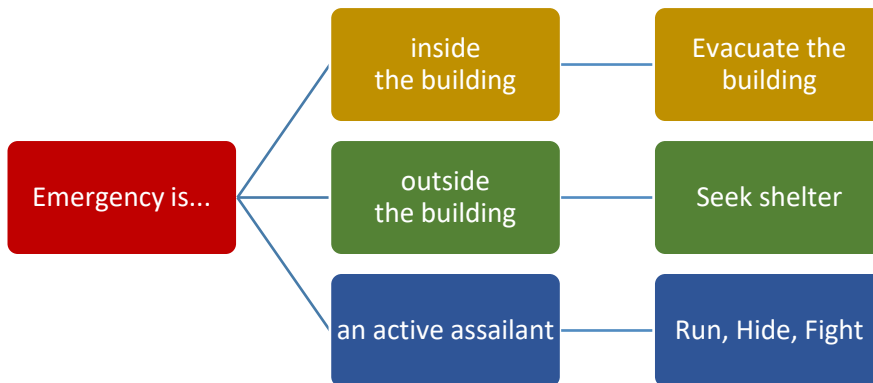 Emergency is...
inside
the building
Evacuate the
building
outside
the building
Seek shelter
an active assailant
Run, Hide, Fight